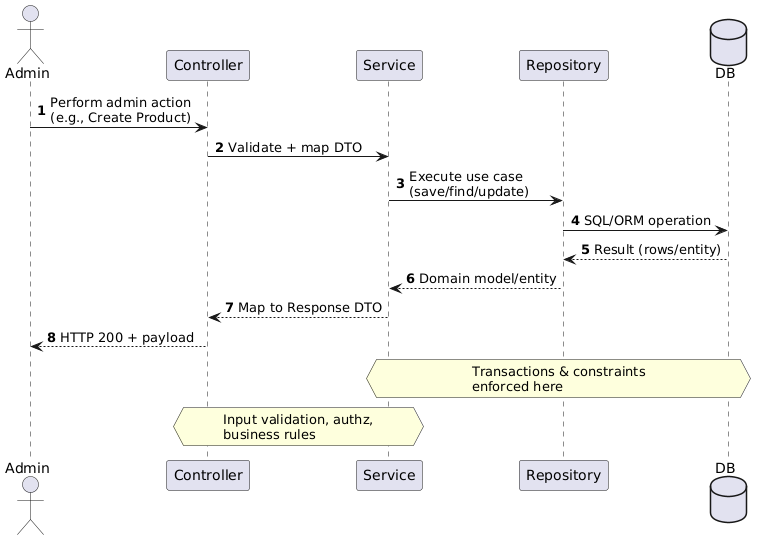 Admin
Controller
Service
Repository
DB
1 Perform admin action
(e.g., Create Product)
2 Validate + map DTO
3 Execute use case
(save/find/update)
4 SQL/ORM operation
5 Result (rows/entity)
6 Domain model/entity
7 Map to Response DTO
8 HTTP 200 + payload
Transactions & constraints
enforced here
Input validation, authz,
business rules
Admin
Controller
Service
Repository
DB